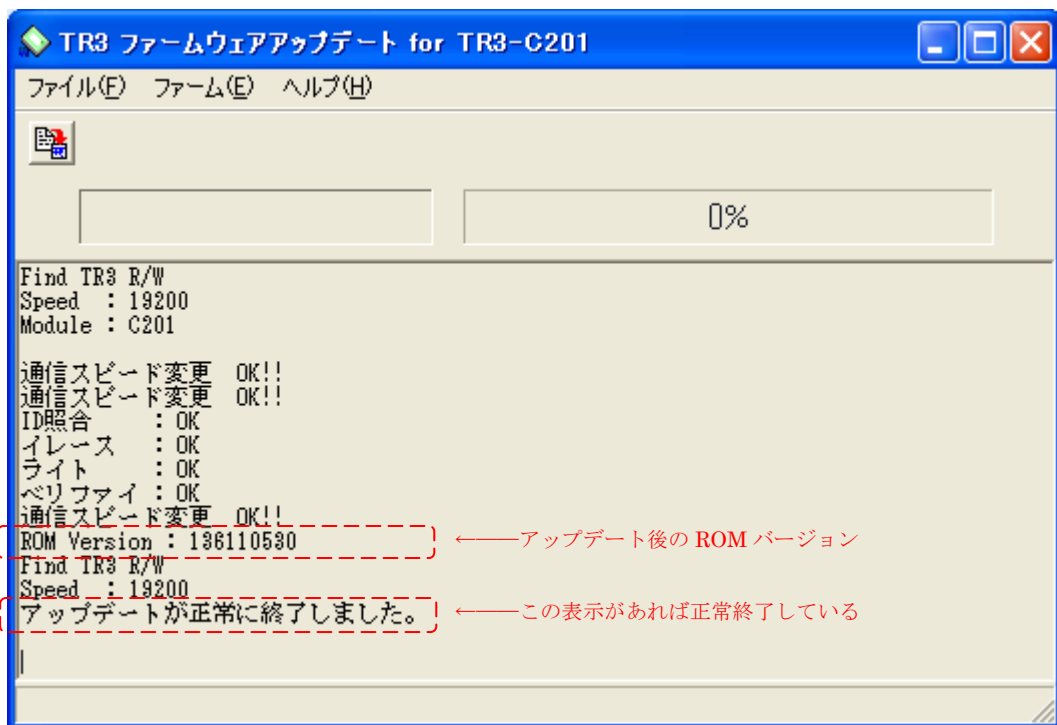 TR3 ファームウェアアップデート for TR3-C201
ファイル(F) ファーム(E) ヘルプ(H)
0%
Find TR3 R/W
Speed : 19200
Module : C201
通信スピード変更 OK!!
通信スピード変更 OK!!
ID照合 : OK
イレース : OK
ライト : OK
ベリファイ : OK
通信スピード変更 OK!!
ROM Version : 136110530 ←――アップデート後の ROM バージョン
Find TR3 R/W
Speed : 19200
アップデートが正常に終了しました。 ←――この表示があれば正常終了している